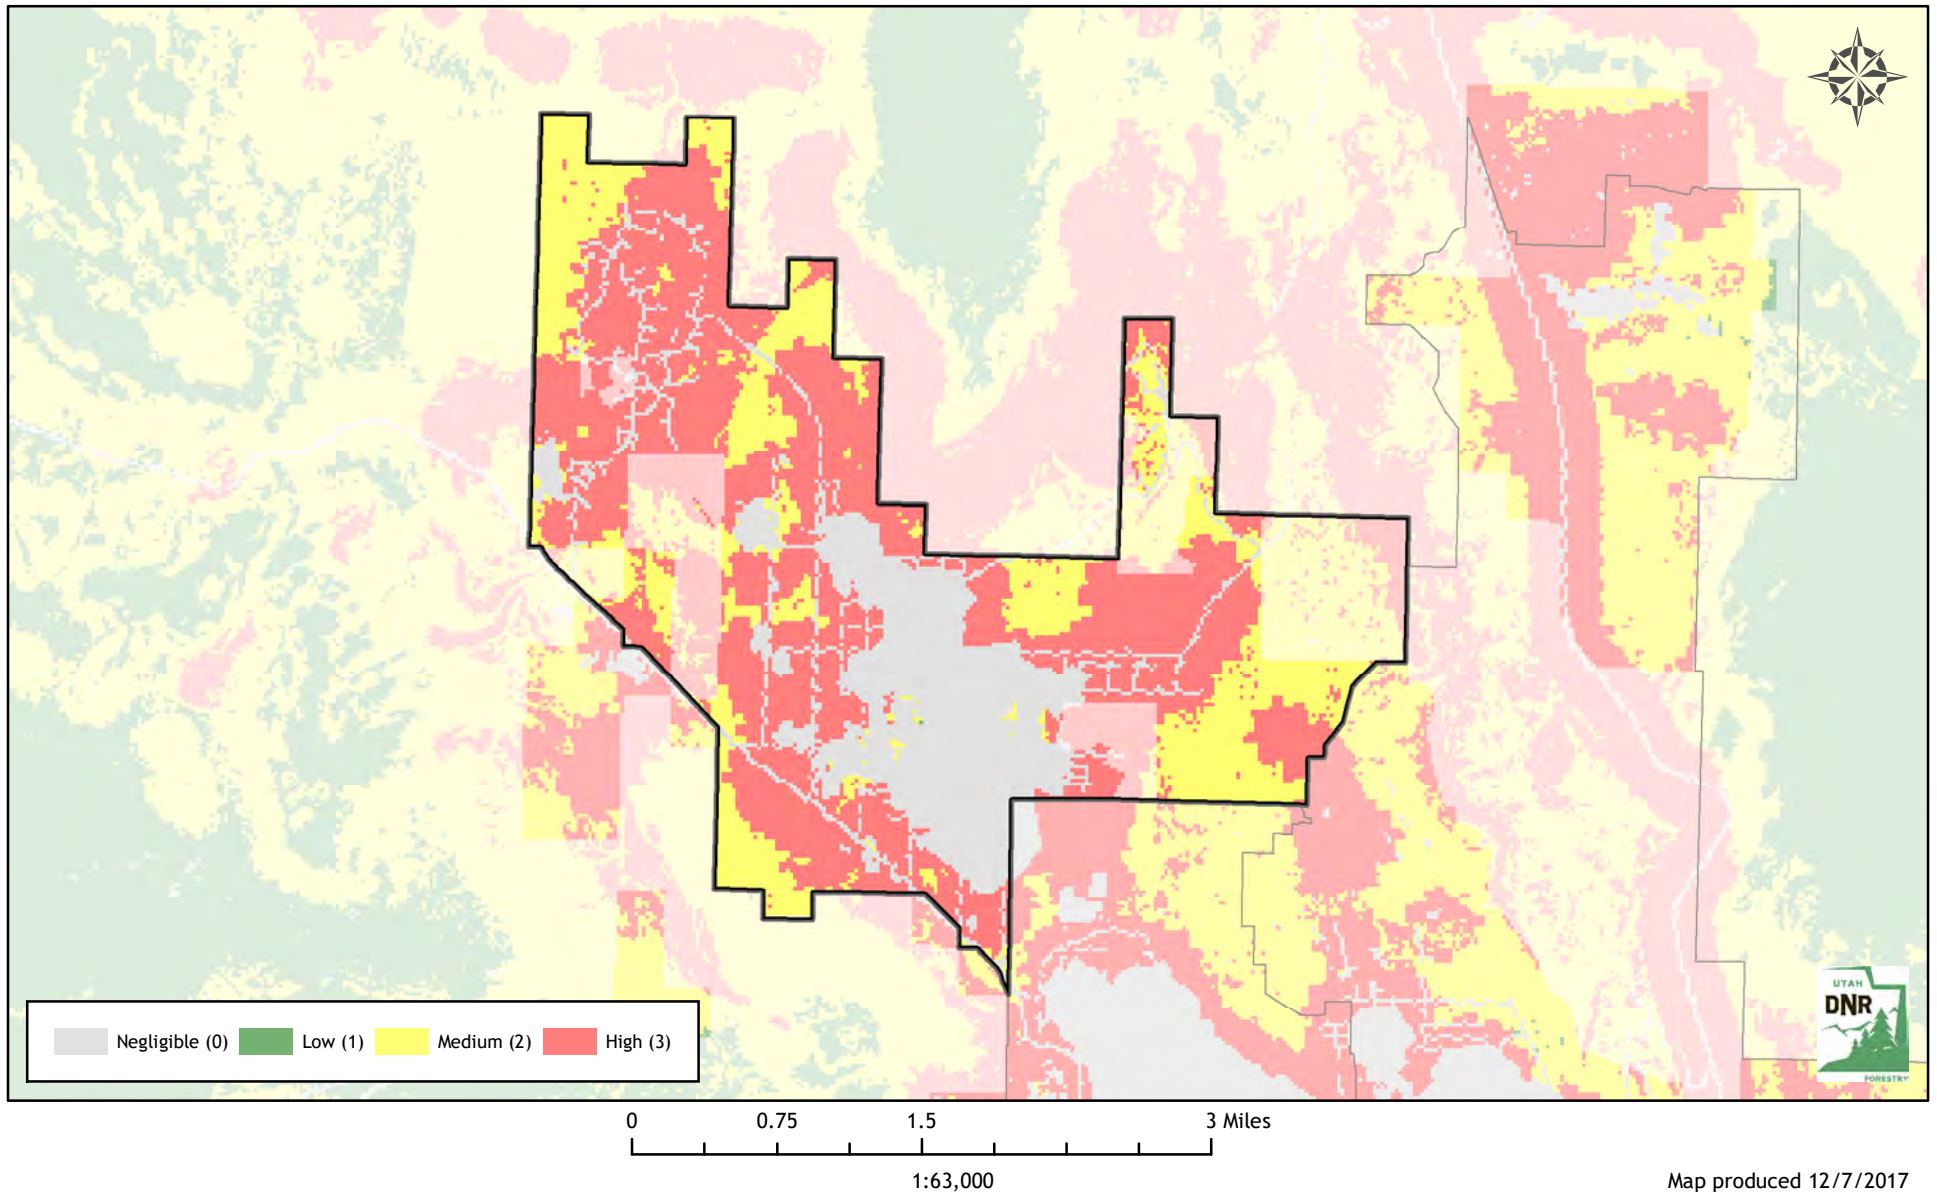 UTAH
DNR
FORESTRY
Negligible (0) Low (1) Medium (2) High (3)
0 0.75 1.5 3 Miles
1:63,000
Map produced 12/7/2017